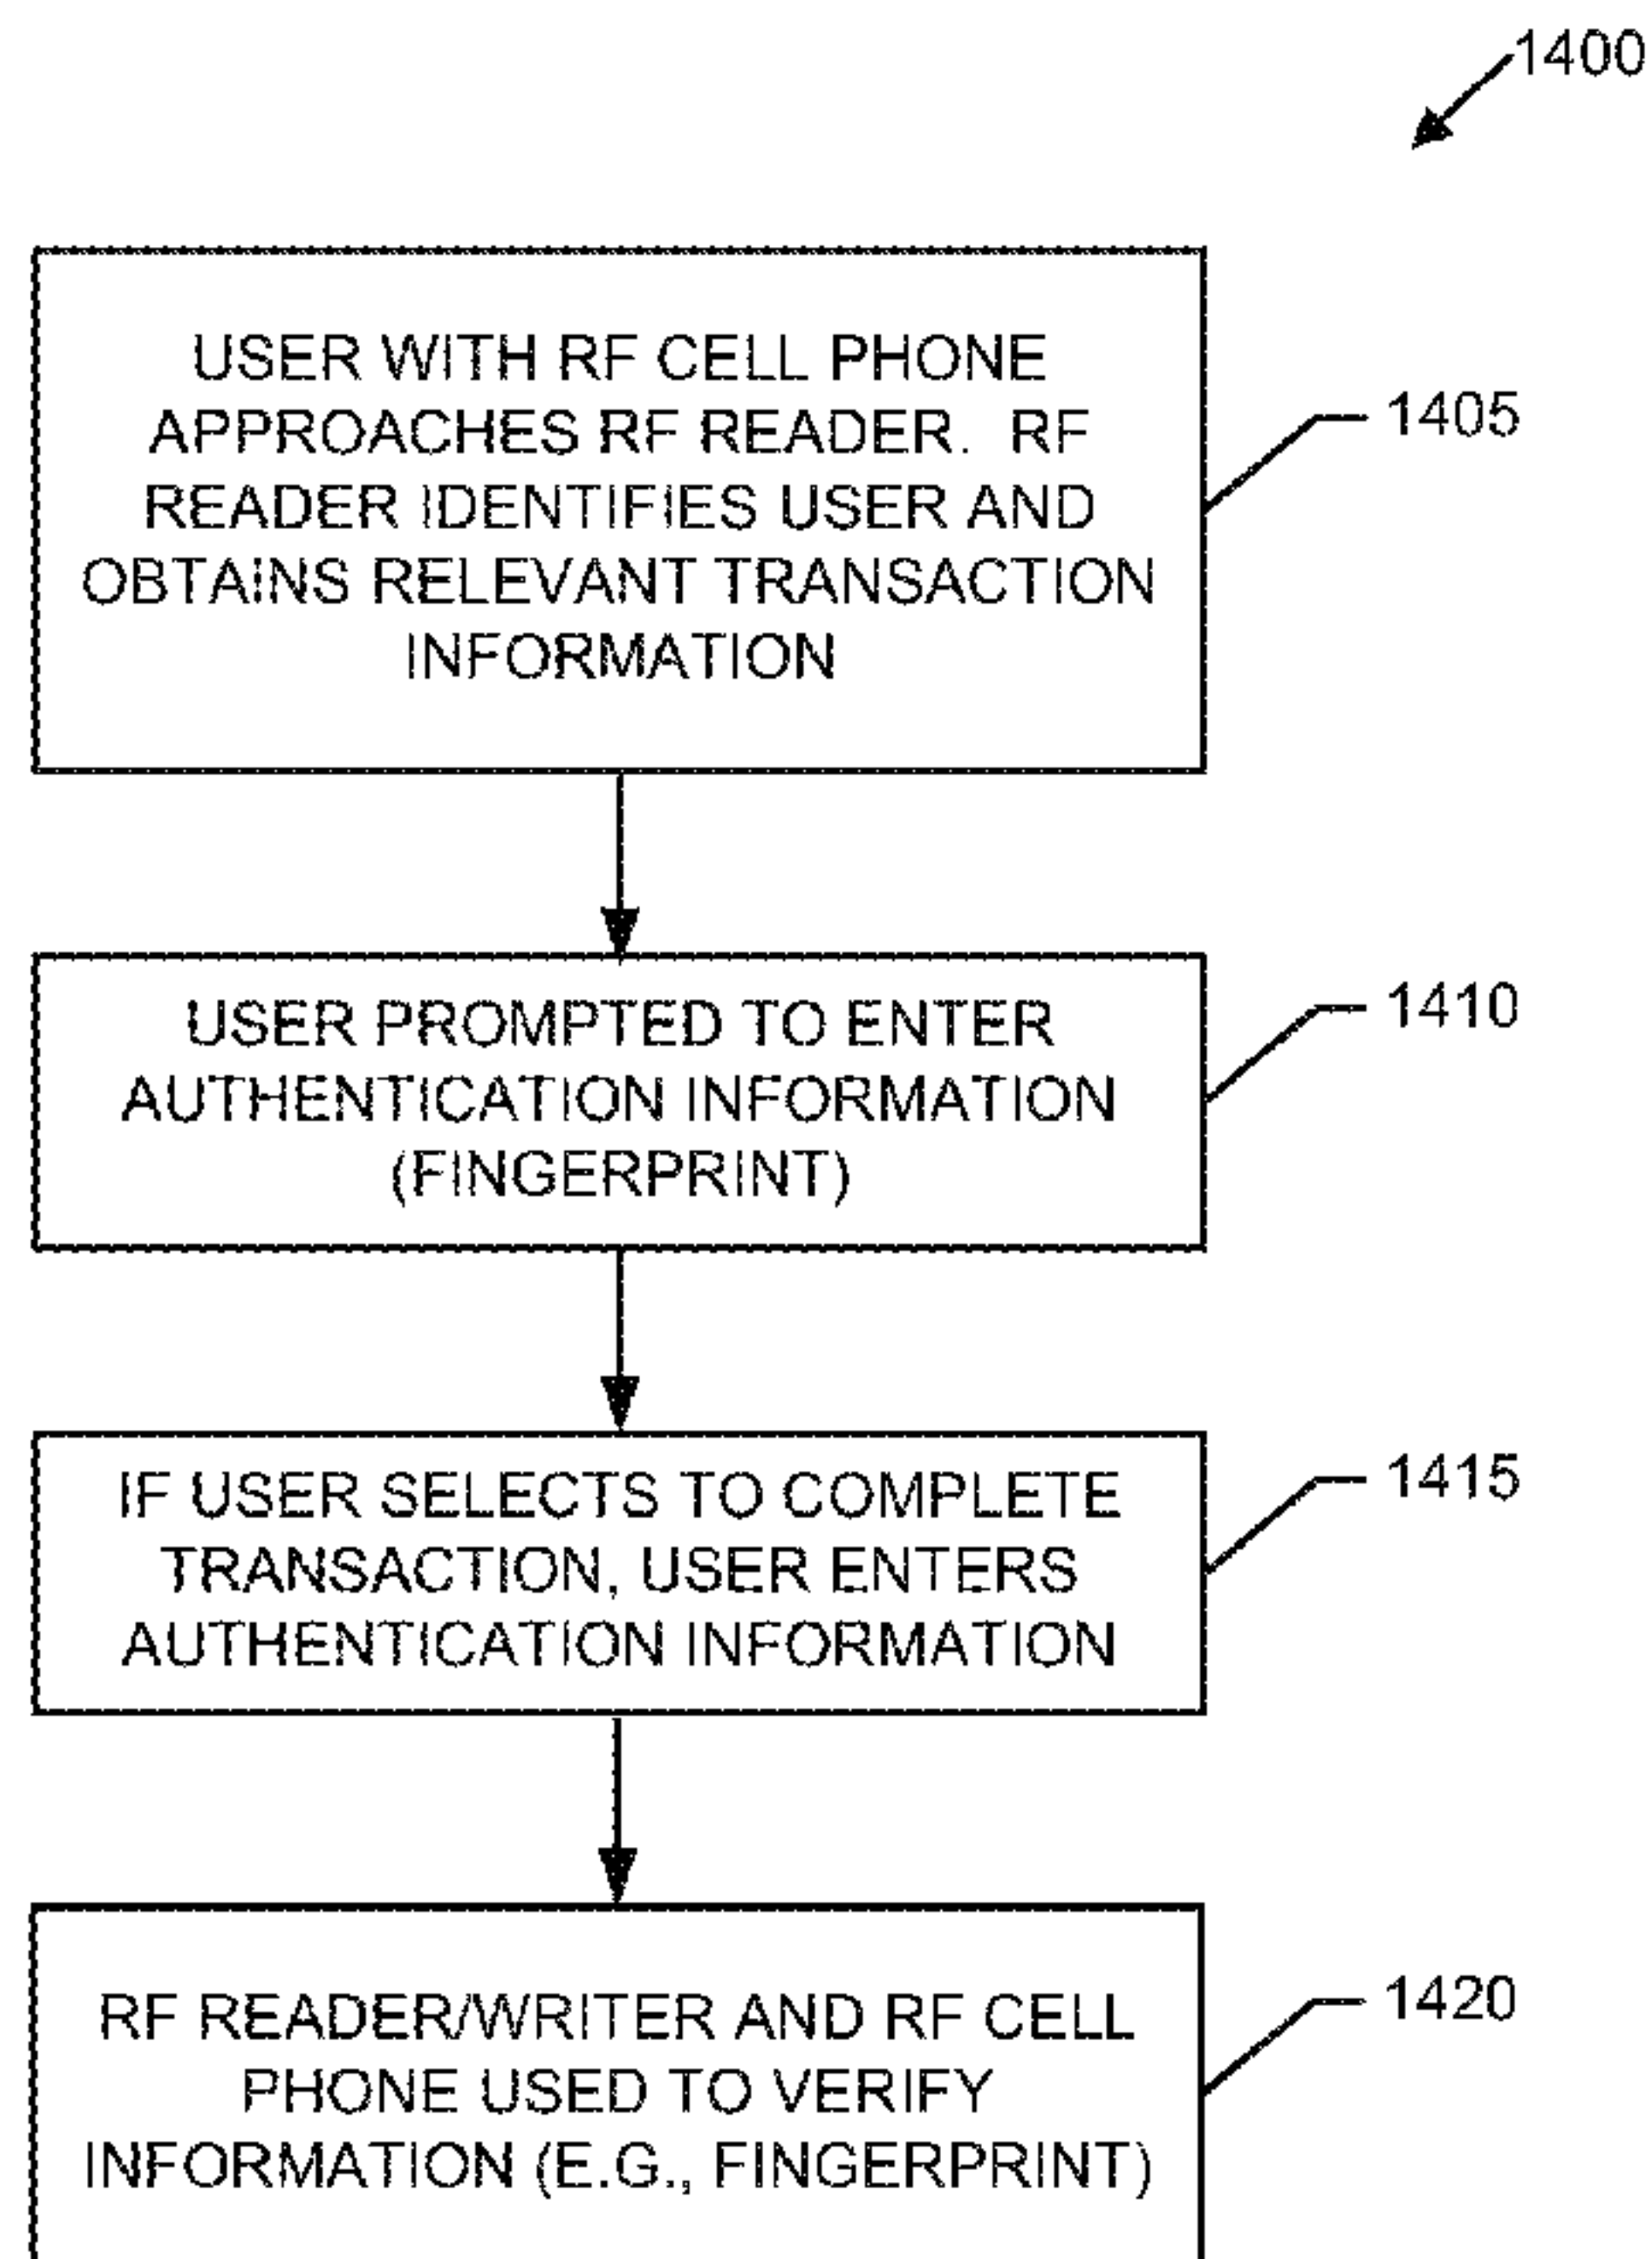 1400
USER WITH RF CELL PHONE
APPROACHES RF READER. RF
READER IDENTIFIES USER AND
OBTAINS RELEVANT TRANSACTION
INFORMATION
1405
USER PROMPTED TO ENTER
AUTHENTICATION INFORMATION
(FINGERPRINT)
1410
IF USER SELECTS TO COMPLETE
TRANSACTION, USER ENTERS
AUTHENTICATION INFORMATION
1415
RF READER/WRITER AND RF CELL
PHONE USED TO VERIFY
INFORMATION (E.G., FINGERPRINT)
1420